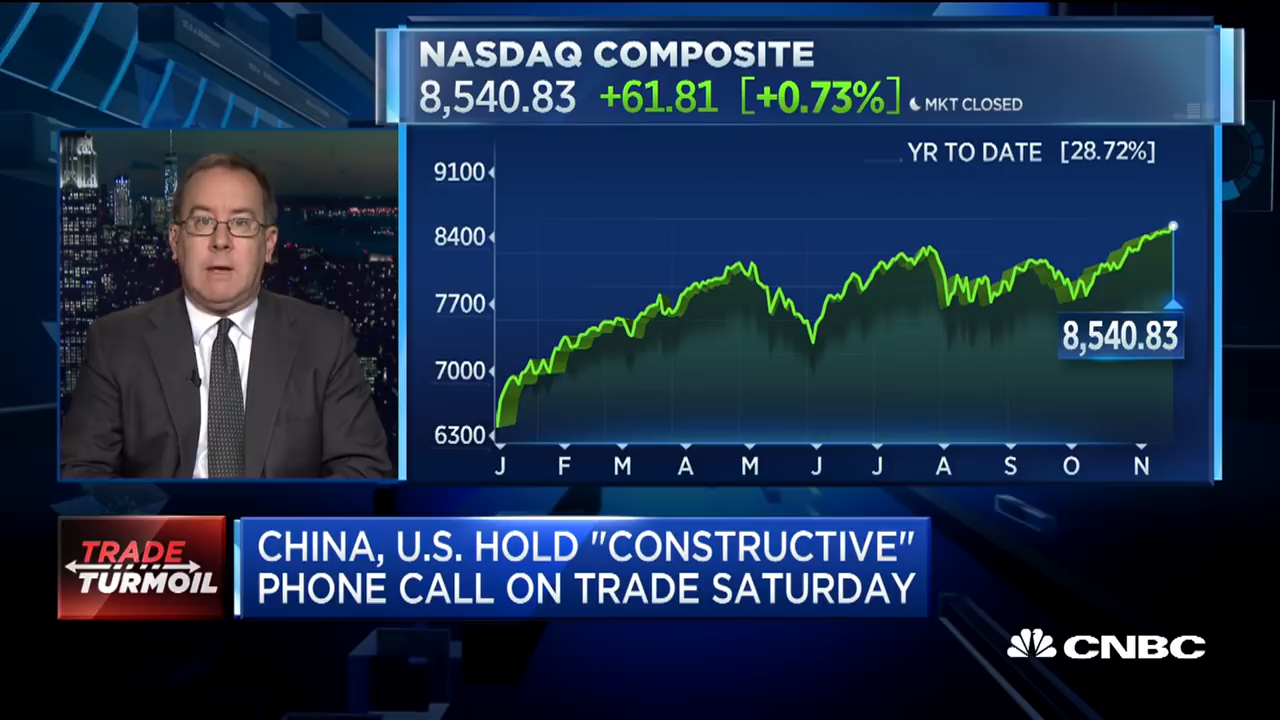 NASDAQ COMPOSITE
8,540.83 +61.81 [+0.73%] MKT CLOSED
YR TO DATE [28.72%]
9100
8400
7700
7000
6300
8,540.83
J F M A M J J A S O N
TRADE
TURMOIL
CHINA, U.S. HOLD "CONSTRUCTIVE"
PHONE CALL ON TRADE SATURDAY
CNBC